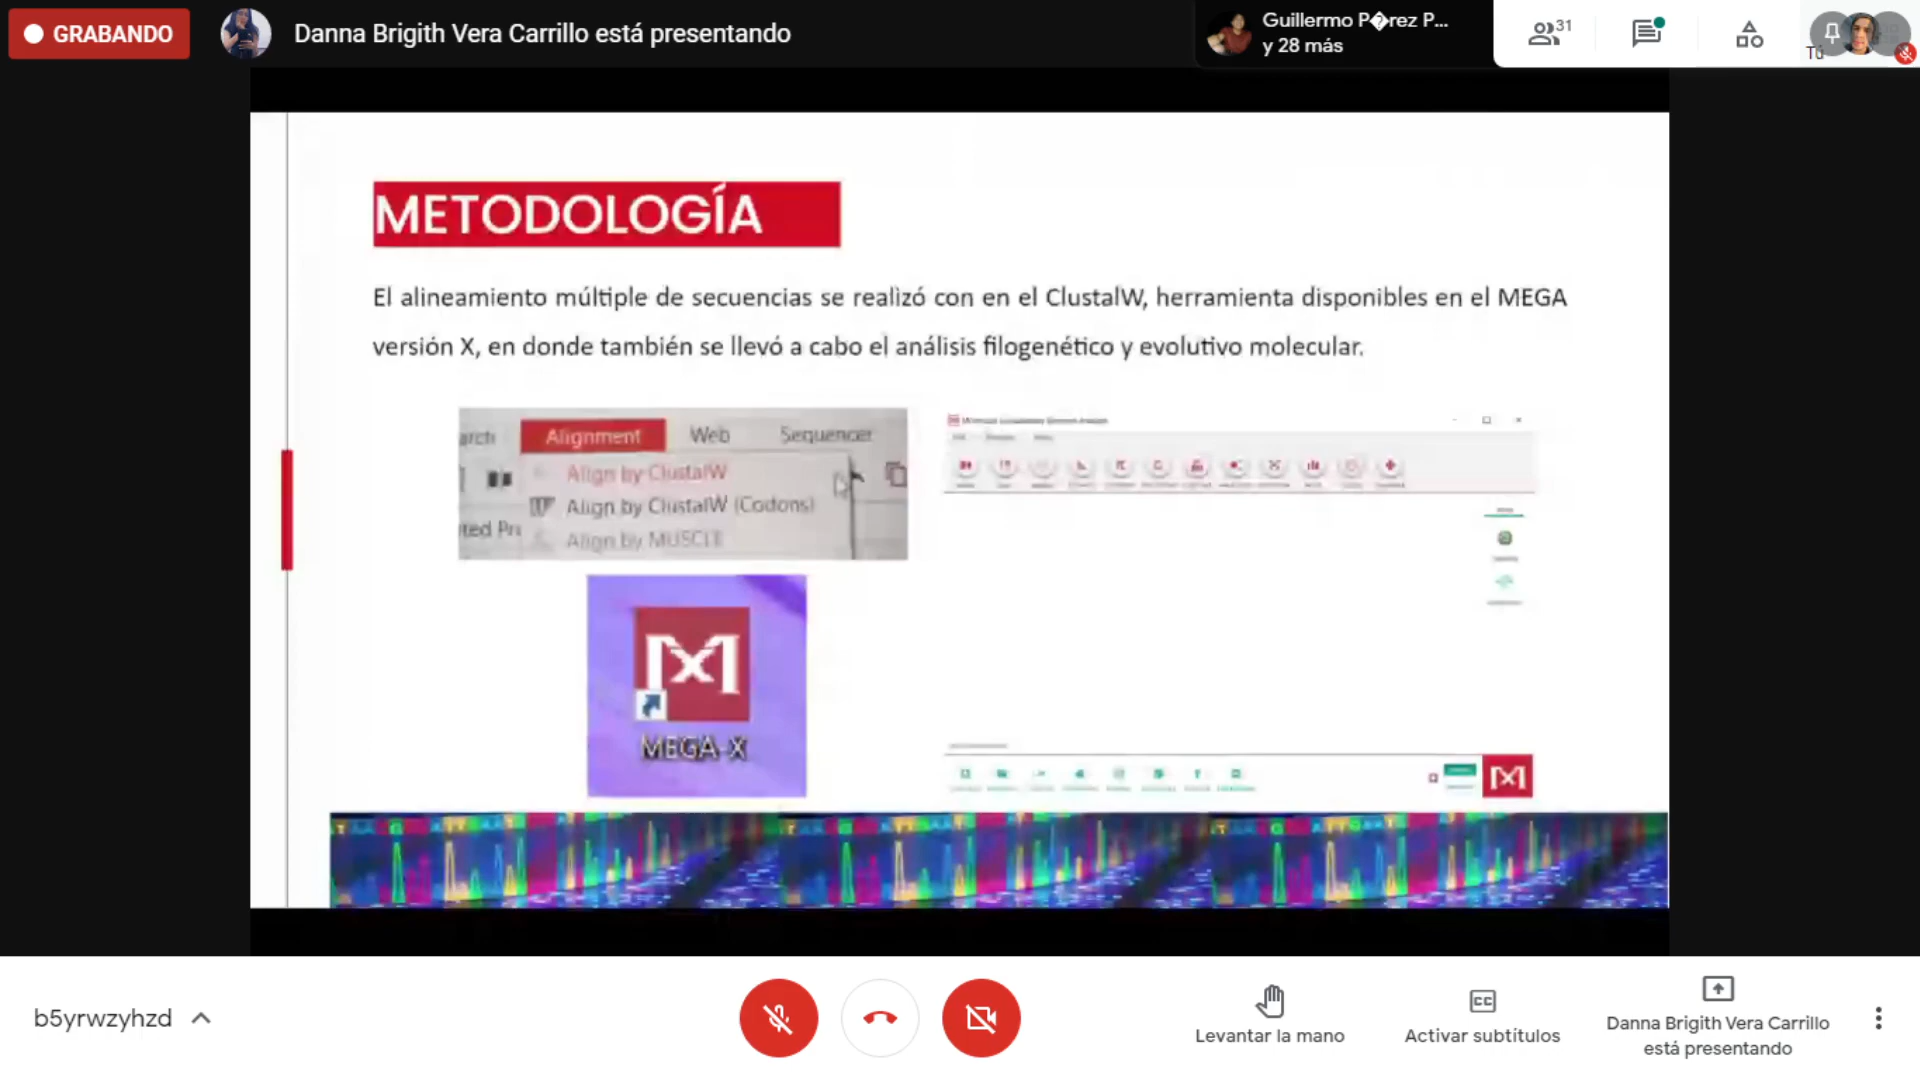 GRABANDO
Danna Brigith Vera Carrillo está presentando
Guillermo P�rez P...
y 28 más
31
Tú
METODOLOGÍA
El alineamiento múltiple de secuencias se realizó con en el ClustalW, herramienta disponibles en el MEGA
versión X, en donde también se llevó a cabo el análisis filogenético y evolutivo molecular.
arch Alignment Web Sequencer
Align by ClustalW
Align by ClustalW (Codons)
Align by MUSCLE
MEGA-X
b5yrwzyhzd
Levantar la mano
Activar subtítulos
Danna Brigith Vera Carrillo
está presentando